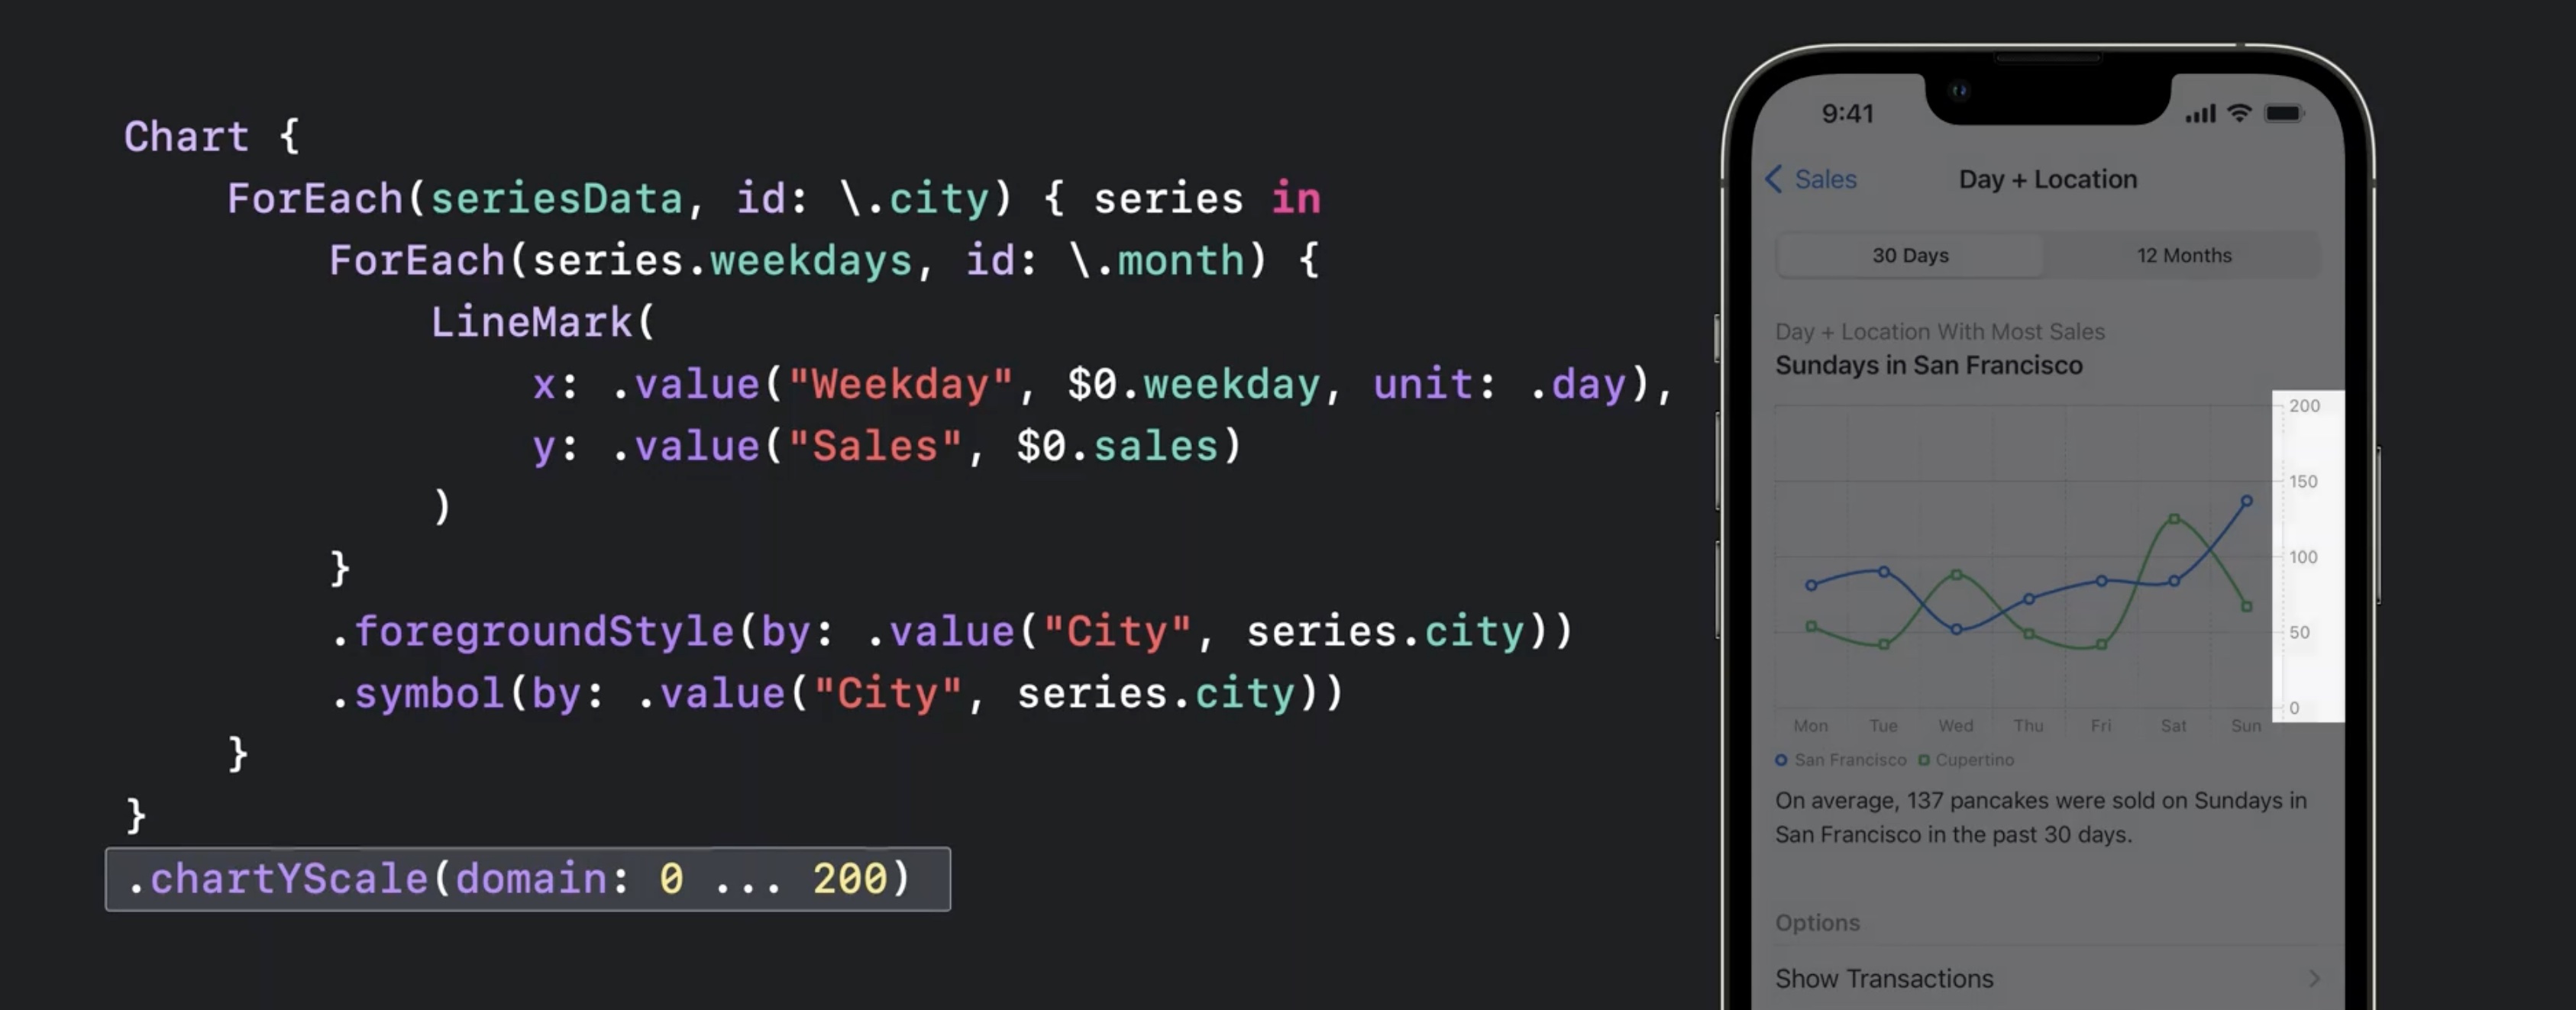 Chart {
ForEach(seriesData, id: \.city) { series in
ForEach(series.weekdays, id: \.month) {
LineMark(
x: .value("Weekday", $0.weekday, unit: .day),
y: .value("Sales", $0.sales)
)
}
.foregroundStyle(by: .value("City", series.city))
.symbol(by: .value("City", series.city))
}
}
.chartYScale(domain: 0 ... 200)
9:41
Sales
Day + Location
30 Days
12 Months
Day + Location With Most Sales
Sundays in San Francisco
200
150
100
50
0
Mon Tue Wed Thu Fri Sat Sun
San Francisco Cupertino
On average, 137 pancakes were sold on Sundays in
San Francisco in the past 30 days.
Options
Show Transactions